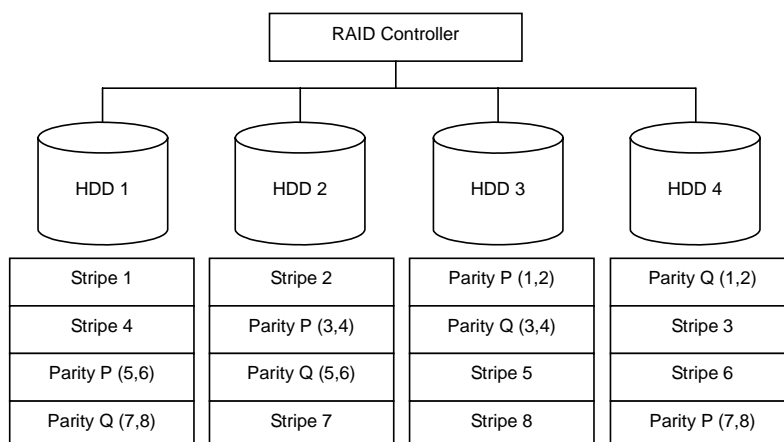 RAID Controller
HDD 1
HDD 2
HDD 3
HDD 4
Stripe 1
Stripe 2
Parity P (1,2)
Parity Q (1,2)
Stripe 4
Parity P (3,4)
Parity Q (3,4)
Stripe 3
Parity P (5,6)
Parity Q (5,6)
Stripe 5
Stripe 6
Parity Q (7,8)
Stripe 7
Stripe 8
Parity P (7,8)